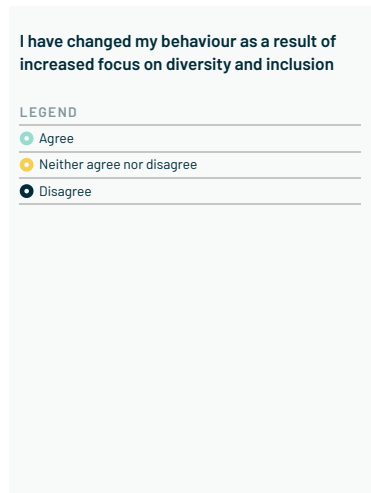 I have changed my behaviour as a result of
increased focus on diversity and inclusion
LEGEND
Agree
Neither agree nor disagree
Disagree